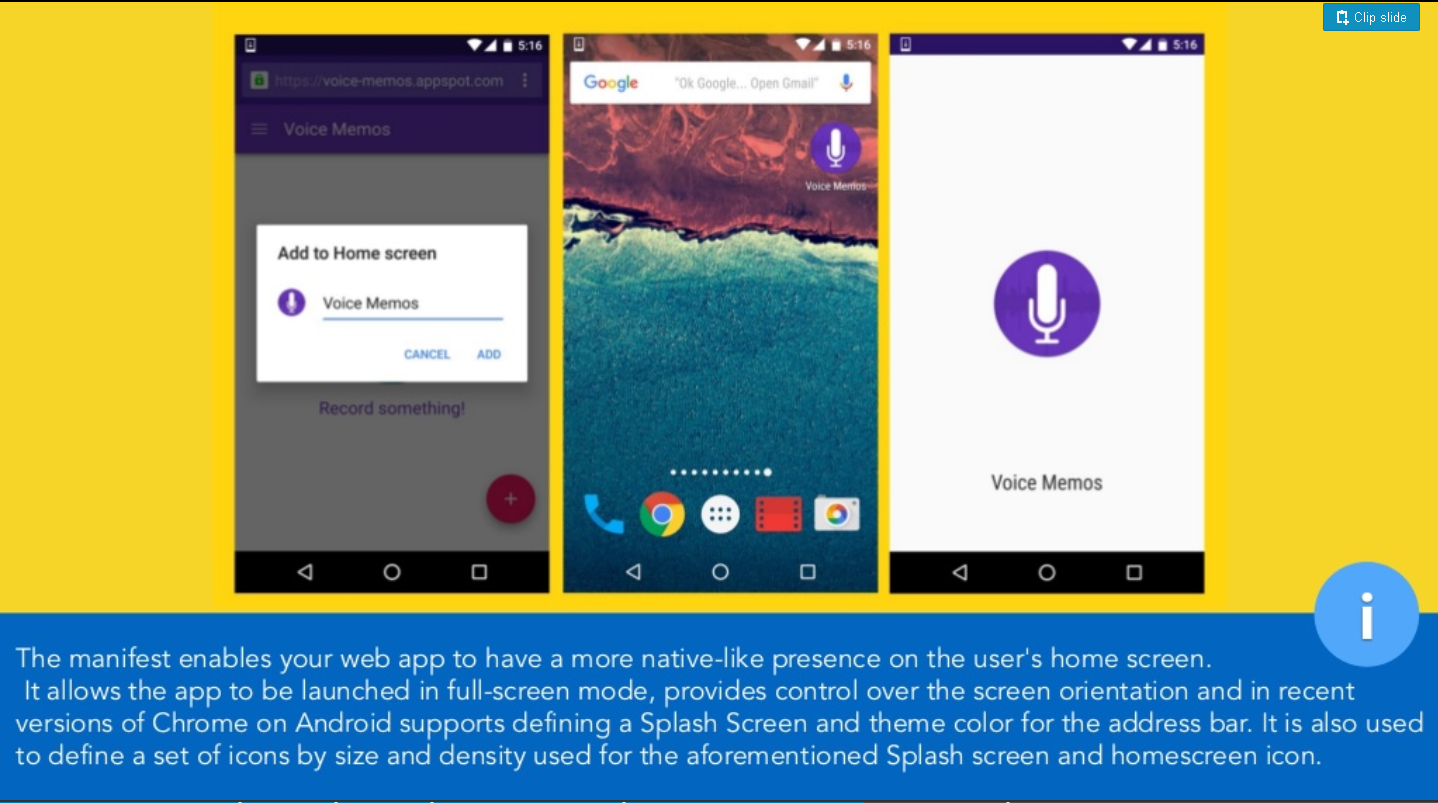 Clip slide
5:16
https://voice-memos.appspot.com
Voice Memos
Add to Home screen
Voice Memos
CANCEL ADD
Record something!
+
5:16
Google "Ok Google... Open Gmail"
Voice Memos
5:16
Voice Memos
i
The manifest enables your web app to have a more native-like presence on the user's home screen.
It allows the app to be launched in full-screen mode, provides control over the screen orientation and in recent
versions of Chrome on Android supports defining a Splash Screen and theme color for the address bar. It is also used
to define a set of icons by size and density used for the aforementioned Splash screen and homescreen icon.